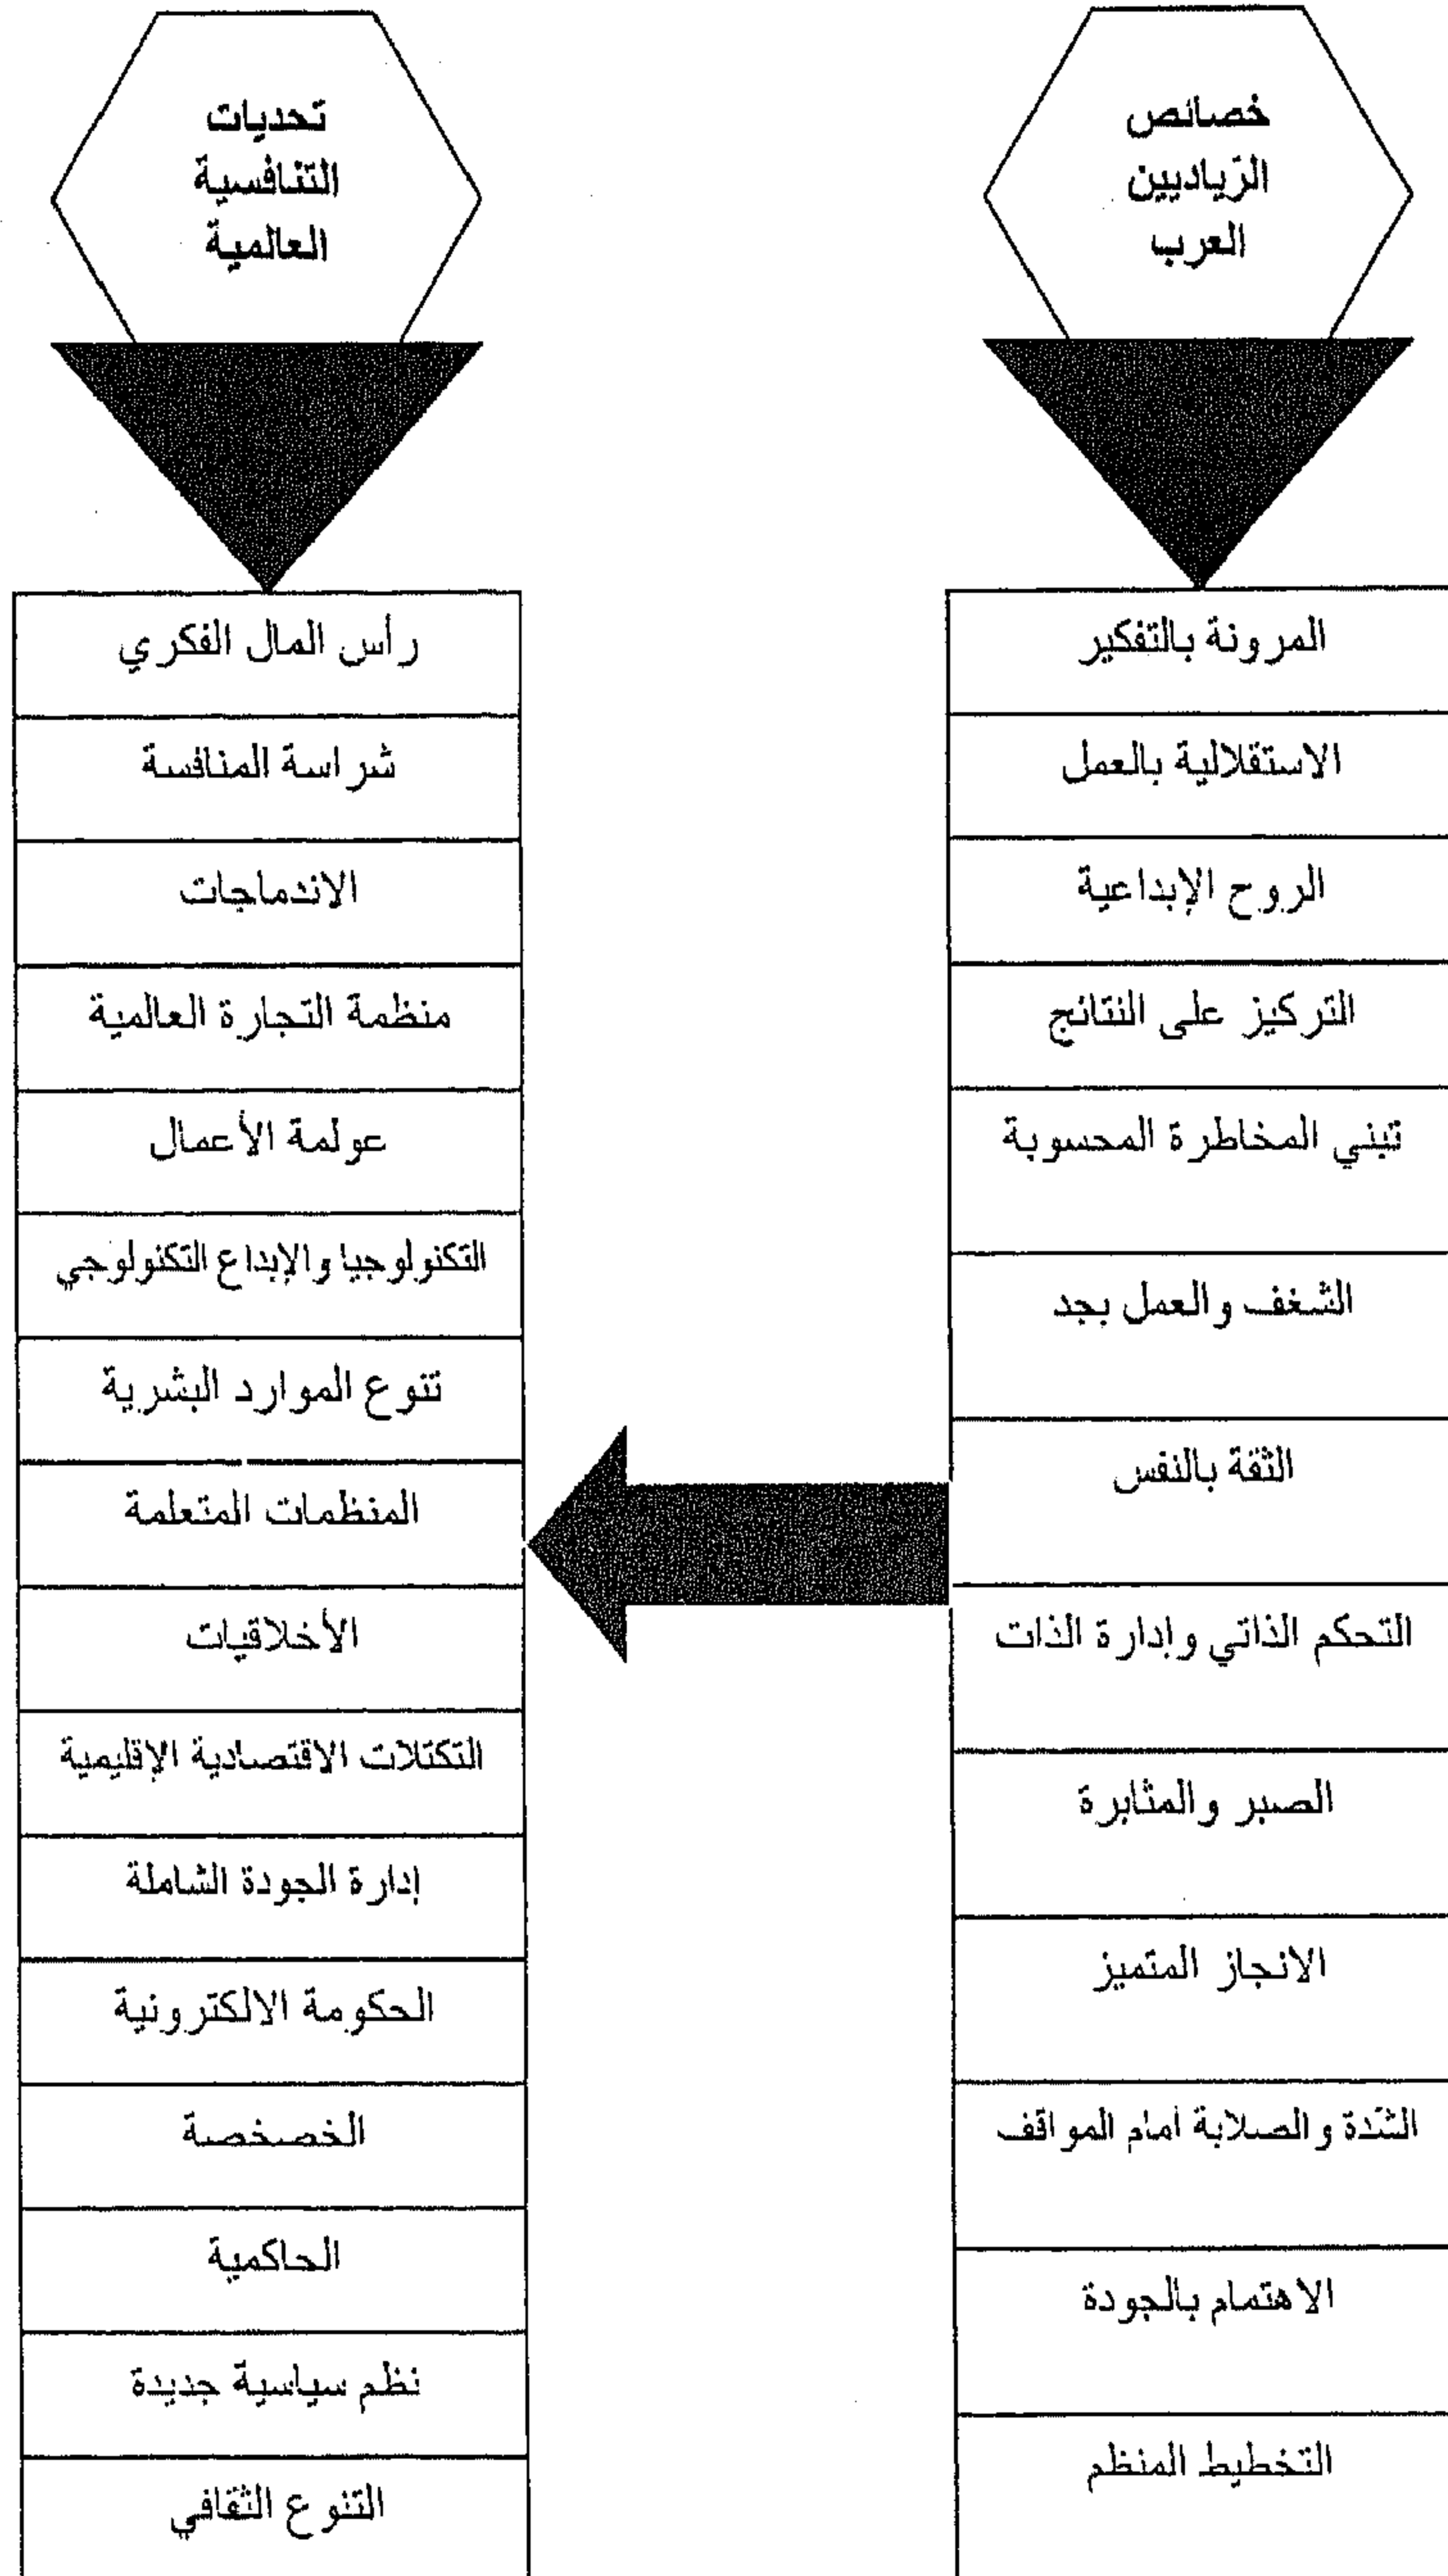 خصائص
الرّياديين
العرب
المرونة بالتفكير
الاستقلالية بالعمل
الروح الإبداعية
التركيز على النتائج
تبني المخاطرة المحسوبة
الشغف والعمل بجد
الثقة بالنفس
التحكم الذاتي وإدارة الذات
الصبر والمثابرة
الانجاز المتميز
الشدة والصلابة أمام المواقف
الاهتمام بالجودة
التخطيط المنظم
تحديات
التنافسية
العالمية
رأس المال الفكري
شراسة المنافسة
الاندماجات
منظمة التجارة العالمية
عولمة الأعمال
التكنولوجيا والإبداع التكنولوجي
تنوع الموارد البشرية
المنظمات المتعلمة
الأخلاقيات
التكتلات الاقتصادية الإقليمية
إدارة الجودة الشاملة
الحكومة الالكترونية
الخصخصة
الحاكمية
نظم سياسية جديدة
التنوع الثقافي